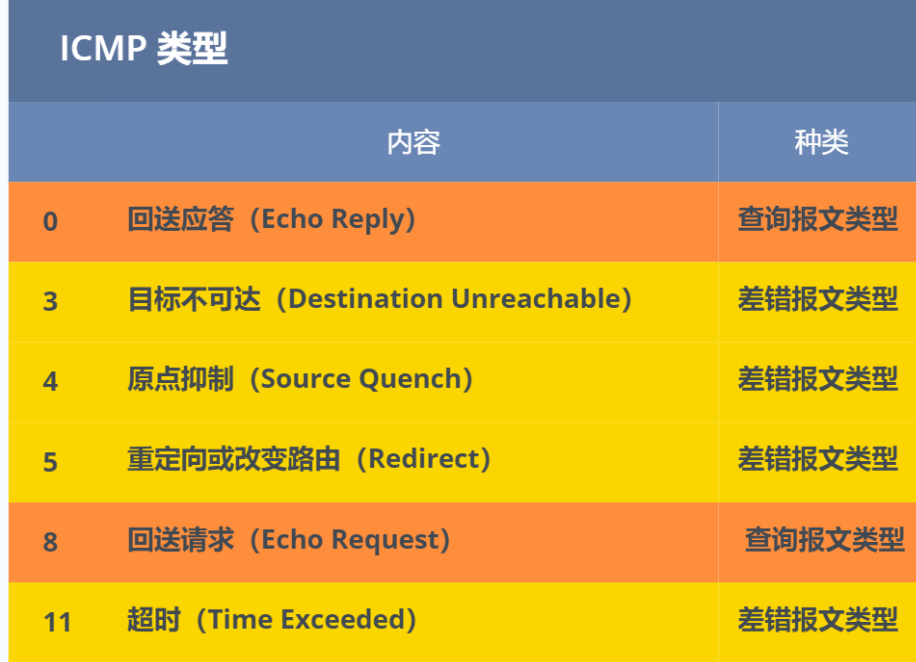 ICMP 类型
内容 种类
0 回送应答（Echo Reply） 查询报文类型
3 目标不可达（Destination Unreachable） 差错报文类型
4 原点抑制（Source Quench） 差错报文类型
5 重定向或改变路由（Redirect） 差错报文类型
8 回送请求（Echo Request） 查询报文类型
11 超时（Time Exceeded） 差错报文类型